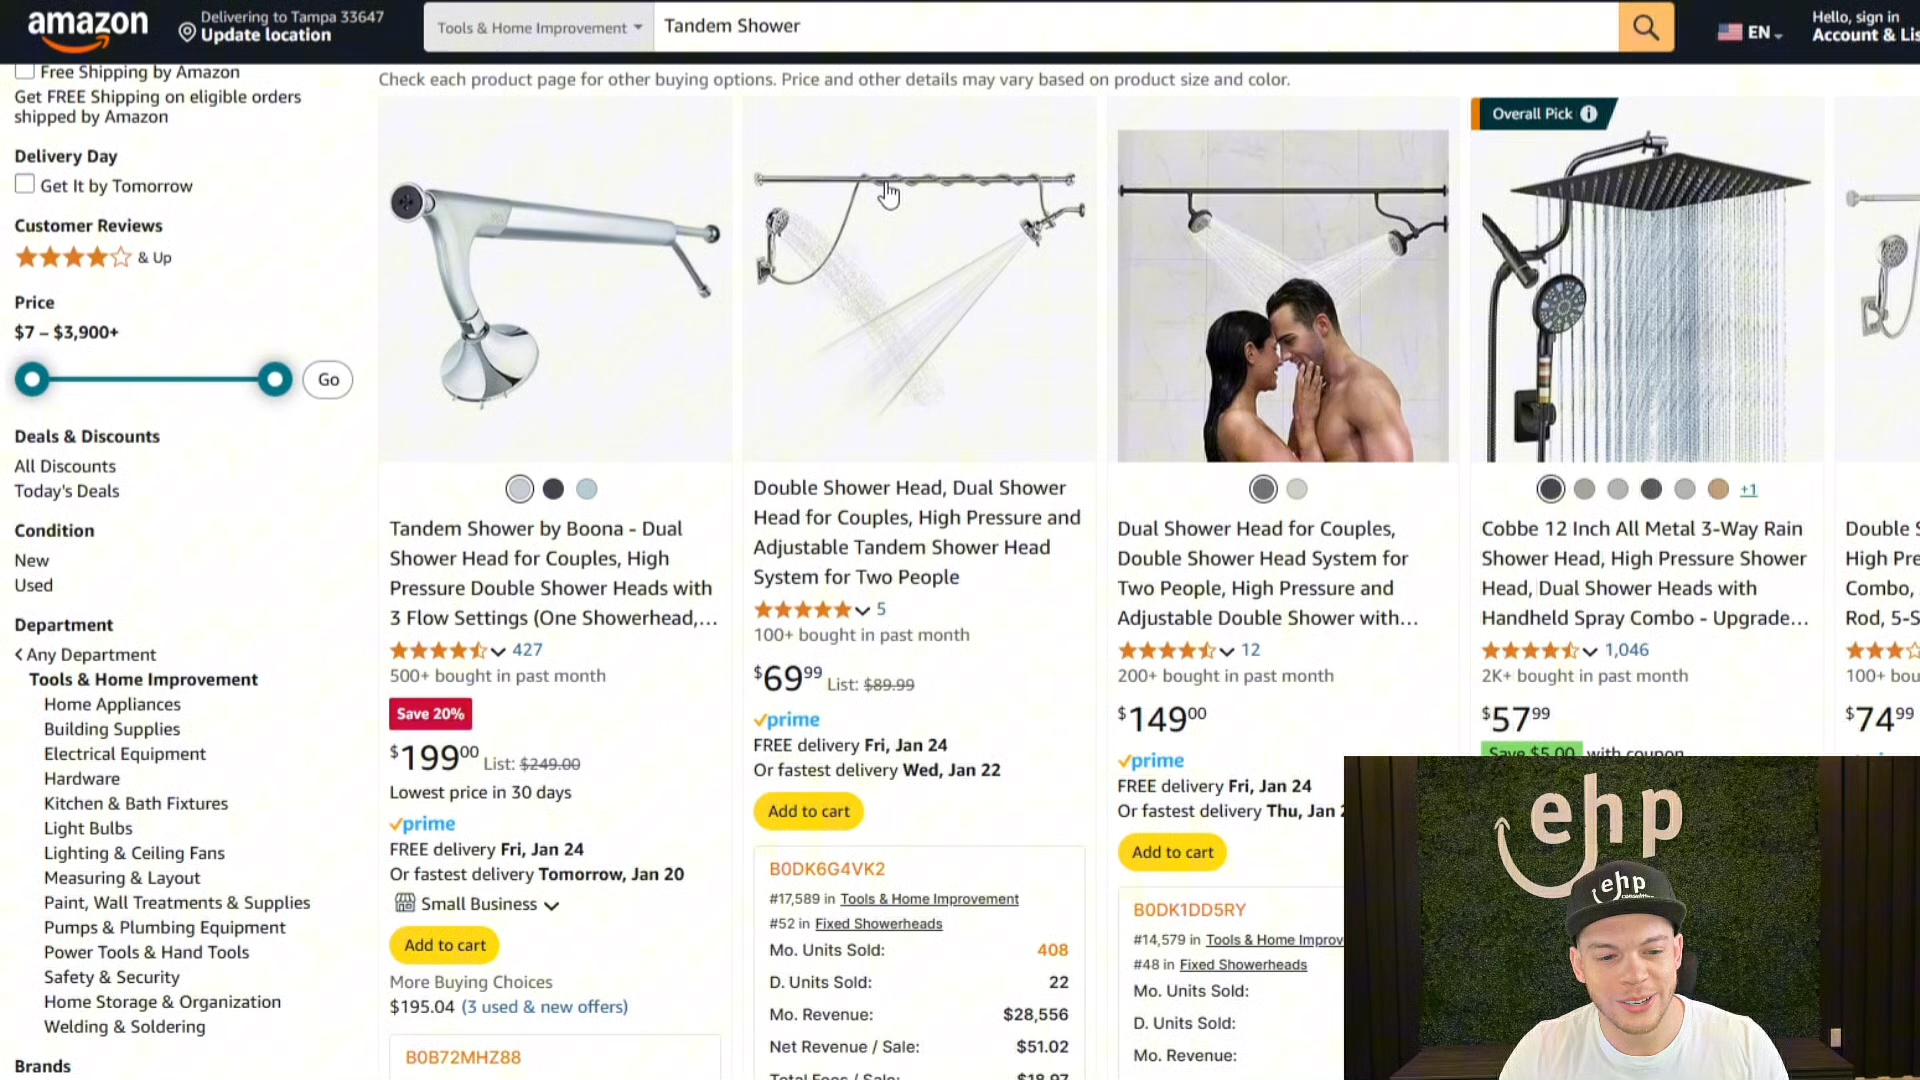 amazon
Delivering to Tampa 33647
Update location
Tools & Home Improvement
Tandem Shower
EN
Hello, sign in
Account & Lis
Free Shipping by Amazon
Get FREE Shipping on eligible orders
shipped by Amazon
Delivery Day
Get It by Tomorrow
Customer Reviews
& Up
Price
$7 – $3,900+
Go
Deals & Discounts
All Discounts
Today's Deals
Condition
New
Used
Department
Any Department
Tools & Home Improvement
Home Appliances
Building Supplies
Electrical Equipment
Hardware
Kitchen & Bath Fixtures
Light Bulbs
Lighting & Ceiling Fans
Measuring & Layout
Paint, Wall Treatments & Supplies
Pumps & Plumbing Equipment
Power Tools & Hand Tools
Safety & Security
Home Storage & Organization
Welding & Soldering
Brands
Check each product page for other buying options. Price and other details may vary based on product size and color.
Tandem Shower by Boona - Dual
Shower Head for Couples, High
Pressure Double Shower Heads with
3 Flow Settings (One Showerhead,...
427
500+ bought in past month
Save 20%
$199.00 List: $249.00
Lowest price in 30 days
prime
FREE delivery Fri, Jan 24
Or fastest delivery Tomorrow, Jan 20
Small Business
Add to cart
More Buying Choices
$195.04 (3 used & new offers)
B0B72MHZ88
Double Shower Head, Dual Shower
Head for Couples, High Pressure and
Adjustable Tandem Shower Head
System for Two People
5
100+ bought in past month
$69.99 List: $89.99
prime
FREE delivery Fri, Jan 24
Or fastest delivery Wed, Jan 22
Add to cart
B0DK6G4VK2
#17,589 in Tools & Home Improvement
#52 in Fixed Showerheads
Mo. Units Sold: 408
D. Units Sold: 22
Mo. Revenue: $28,556
Net Revenue / Sale: $51.02
Total Fees / Sale: $18.97
Dual Shower Head for Couples,
Double Shower Head System for
Two People, High Pressure and
Adjustable Double Shower with...
12
200+ bought in past month
$149.00
prime
FREE delivery Fri, Jan 24
Or fastest delivery Thu, Jan 2
Add to cart
B0DK1DD5RY
#14,579 in Tools & Home Improv
#48 in Fixed Showerheads
Mo. Units Sold:
D. Units Sold:
Mo. Revenue:
Overall Pick
+1
Cobbe 12 Inch All Metal 3-Way Rain
Shower Head, High Pressure Shower
Head, Dual Shower Heads with
Handheld Spray Combo - Upgrade...
1,046
2K+ bought in past month
$57.99
Save $5.00 with coupon
Double S
High Pre
Combo,
Rod, 5-S
100+ bou
$74.99
ehp
ehp